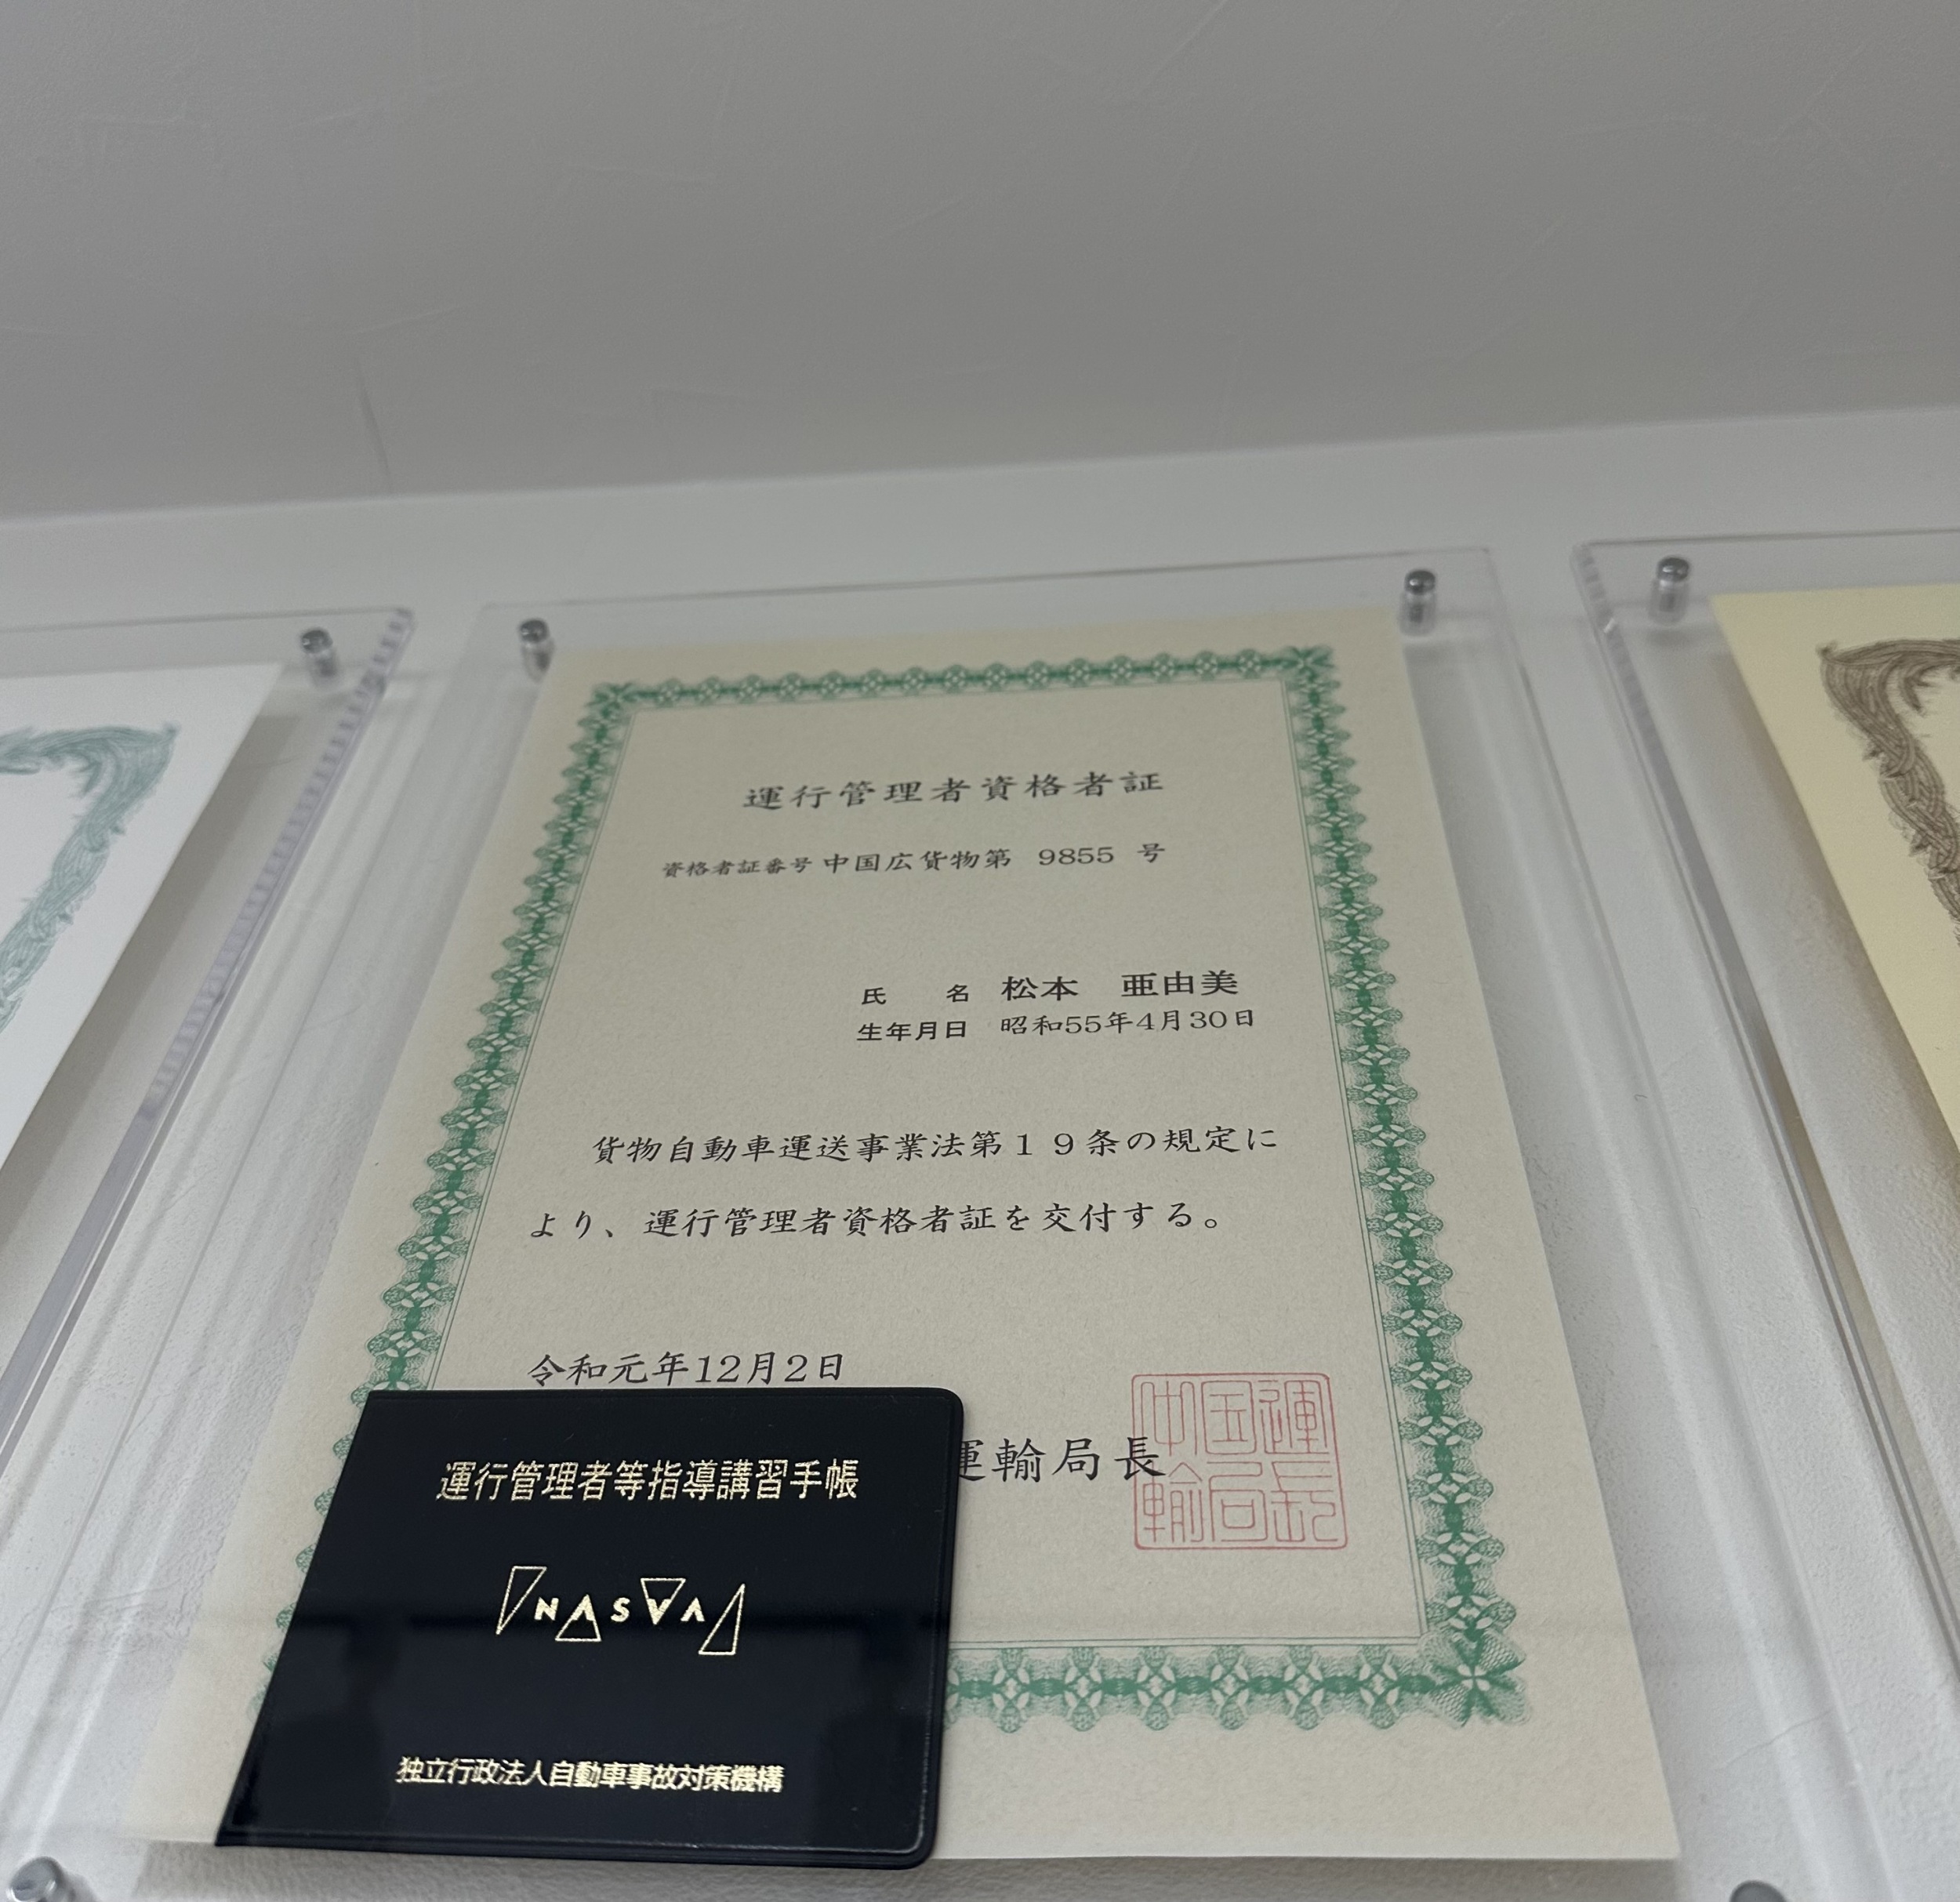 運行管理者資格者証
資格者証番号 中国広貨物第 9855 号
氏 名 松本 亜由美
生年月日 昭和55年4月30日
貨物自動車運送事業法第19条の規定に
より、運行管理者資格者証を交付する。
令和元年12月2日
運輸局長
中国運輸局長
運行管理者等指導講習手帳
NASVA
独立行政法人自動車事故対策機構